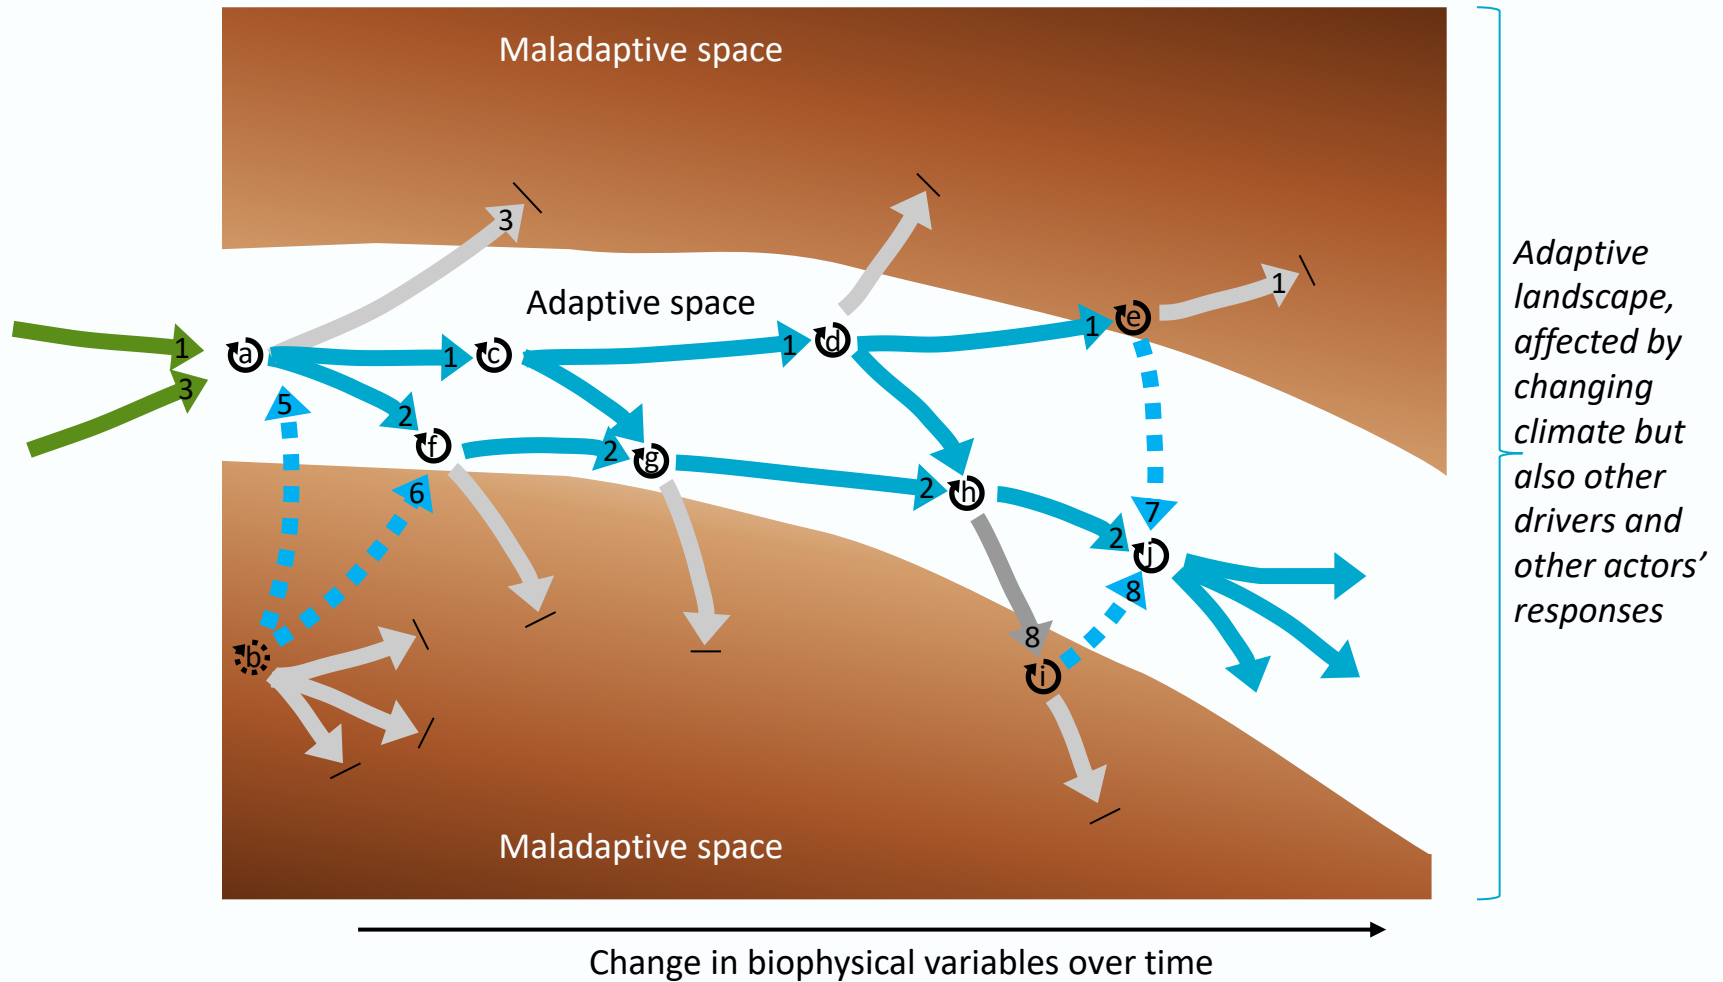 Maladaptive space
3
Adaptive space
1
1
e
1
d
1
1
a
1
c
3
5
2
f
2
g
6
2
h
7
2
j
8
8
b
i
Maladaptive space
Change in biophysical variables over time
Adaptive
landscape,
affected by
changing
climate but
also other
drivers and
other actors’
responses